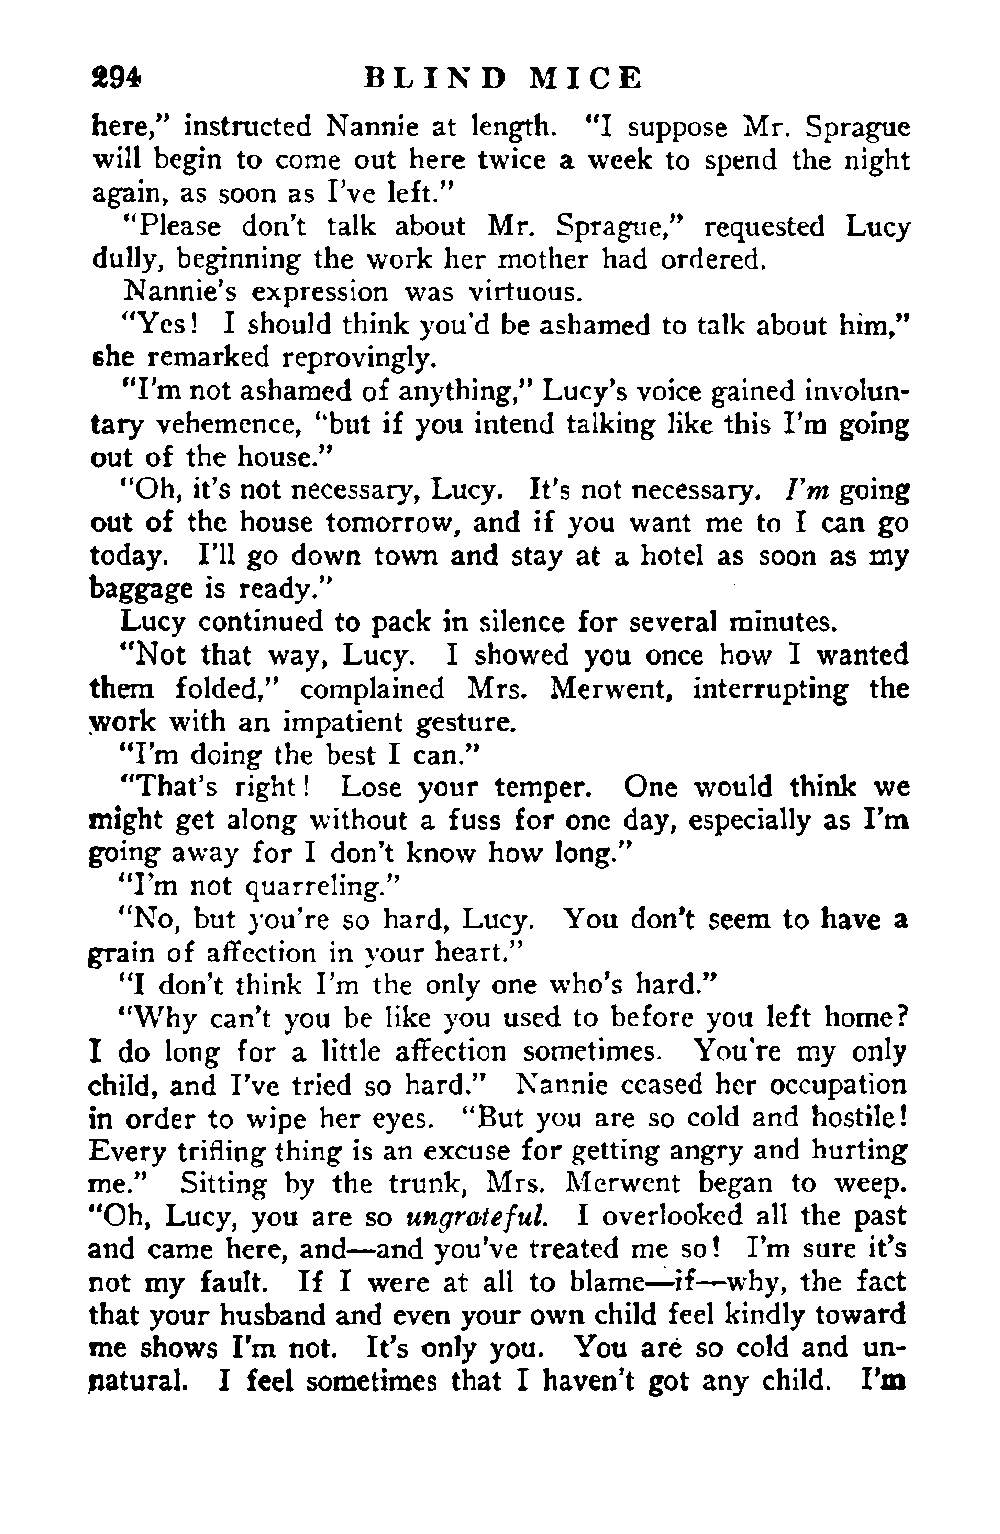 294 BLIND MICE
here,” instructed Nannie at length. “I suppose Mr. Sprague
will begin to come out here twice a week to spend the night
again, as soon as I’ve left.”
“Please don’t talk about Mr. Sprague,” requested Lucy
dully, beginning the work her mother had ordered.
Nannie’s expression was virtuous.
“Yes! I should think you’d be ashamed to talk about him,”
she remarked reprovingly.
“I’m not ashamed of anything,” Lucy’s voice gained involun-
tary vehemence, “but if you intend talking like this I’m going
out of the house.”
“Oh, it’s not necessary, Lucy. It’s not necessary. I’m going
out of the house tomorrow, and if you want me to I can go
today. I’ll go down town and stay at a hotel as soon as my
baggage is ready.”
Lucy continued to pack in silence for several minutes.
“Not that way, Lucy. I showed you once how I wanted
them folded,” complained Mrs. Merwent, interrupting the
work with an impatient gesture.
“I’m doing the best I can.”
“That’s right! Lose your temper. One would think we
might get along without a fuss for one day, especially as I’m
going away for I don’t know how long.”
“I’m not quarreling.”
“No, but you’re so hard, Lucy. You don’t seem to have a
grain of affection in your heart.”
“I don’t think I’m the only one who’s hard.”
“Why can’t you be like you used to before you left home?
I do long for a little affection sometimes. You’re my only
child, and I’ve tried so hard.” Nannie ceased her occupation
in order to wipe her eyes. “But you are so cold and hostile!
Every trifling thing is an excuse for getting angry and hurting
me.” Sitting by the trunk, Mrs. Merwent began to weep.
“Oh, Lucy, you are so ungrateful. I overlooked all the past
and came here, and—and you’ve treated me so! I’m sure it’s
not my fault. If I were at all to blame—if—why, the fact
that your husband and even your own child feel kindly toward
me shows I’m not. It’s only you. You are so cold and un-
natural. I feel sometimes that I haven’t got any child. I’m